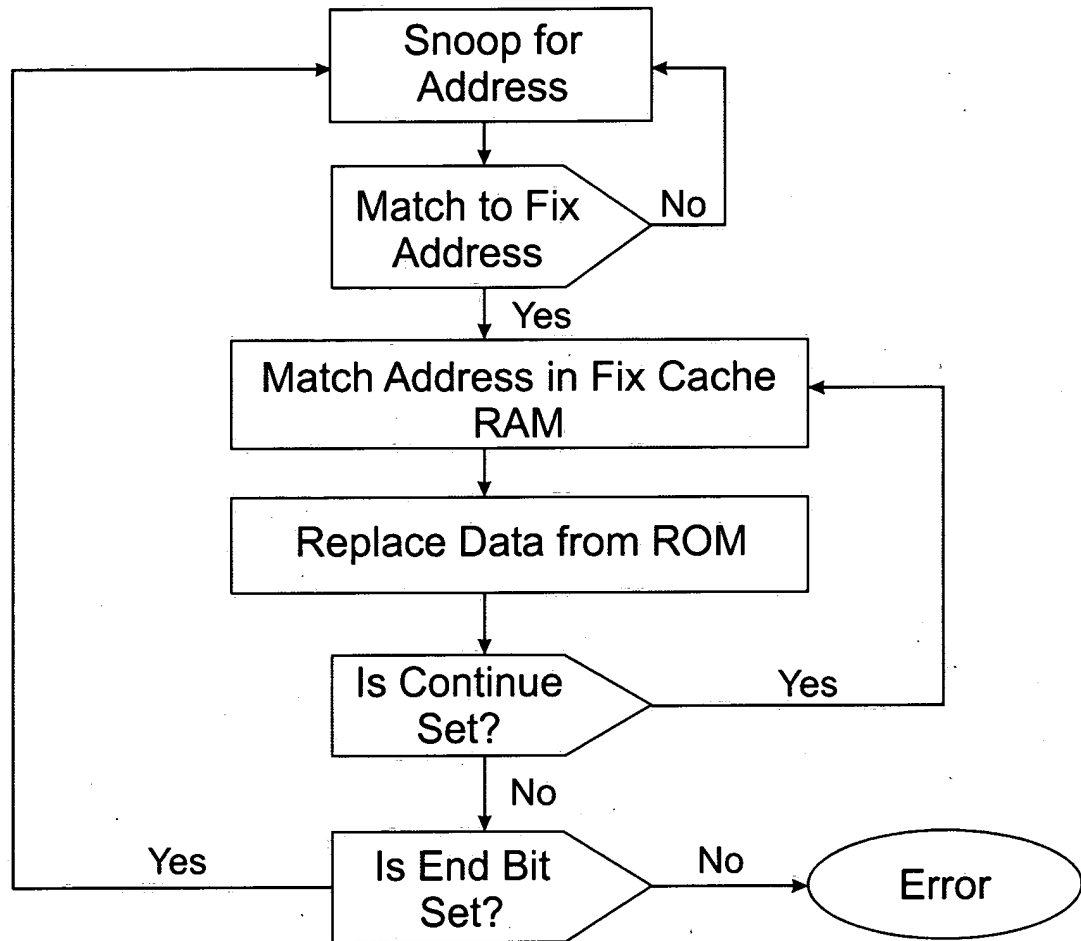 Snoop for
Address
Match to Fix
Address
No
Yes
Match Address in Fix Cache
RAM
Replace Data from ROM
Is Continue
Set?
Yes
No
Is End Bit
Set?
Yes
No
Error